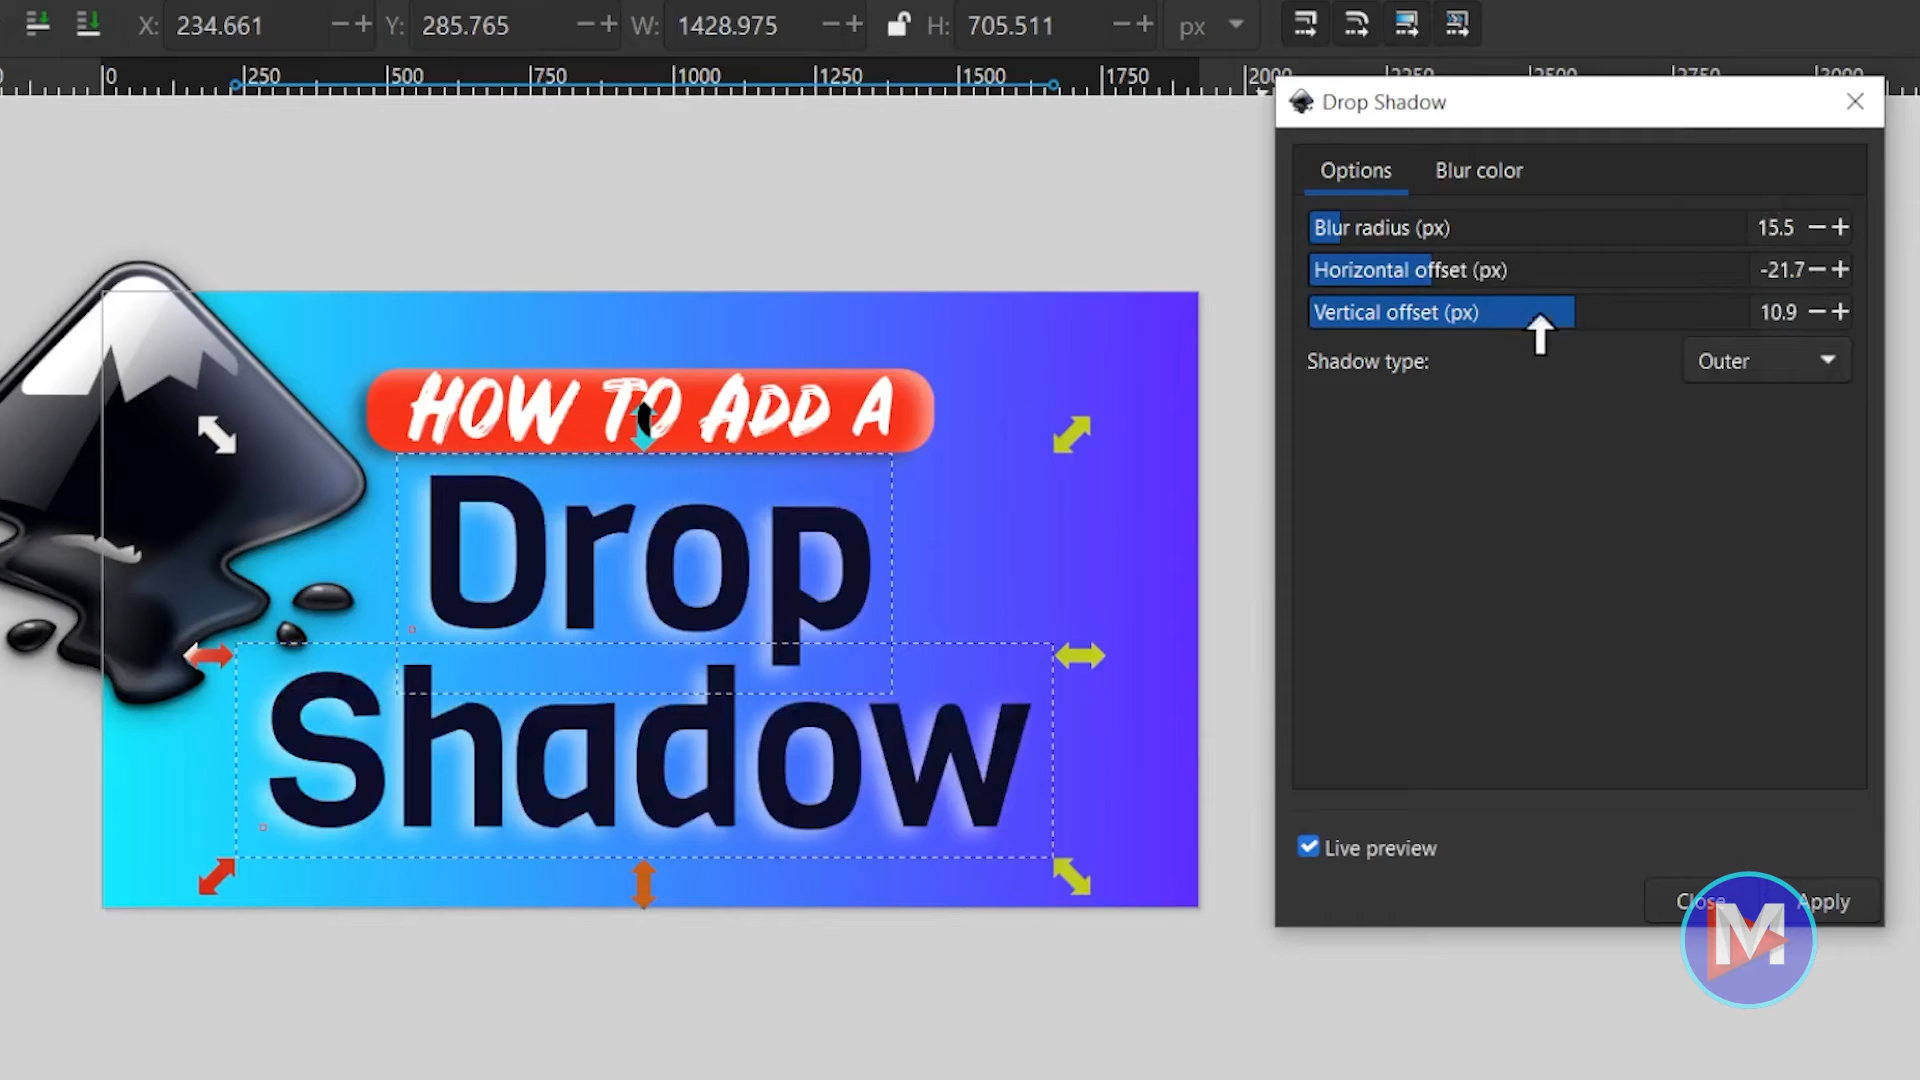 X: 234.661 Y: 285.765 W: 1428.975 H: 705.511 px
0 250 500 750 1000 1250 1500 1750 2000 2250 2500 2750 3000
Drop Shadow
Options Blur color
Blur radius (px) 15.5
Horizontal offset (px) -21.7
Vertical offset (px) 10.9
Shadow type: Outer
HOW TO ADD A
Drop
Shadow
Live preview
Close Apply
M